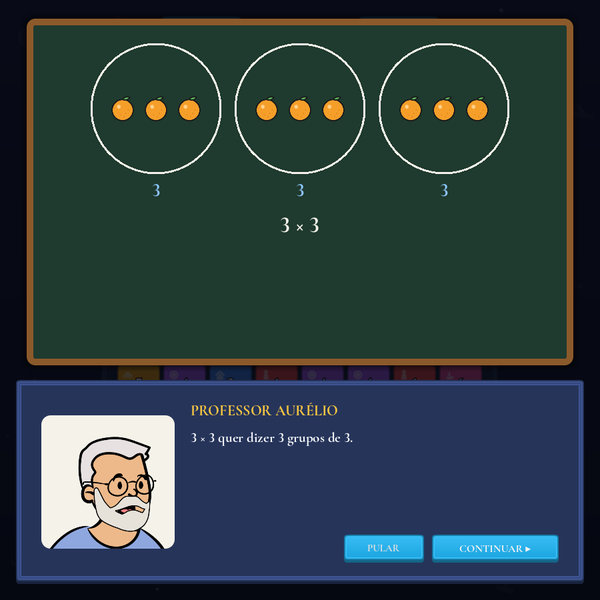 3 3 3
3 × 3
PROFESSOR AURÉLIO
3 × 3 quer dizer 3 grupos de 3.
PULAR CONTINUAR ▸